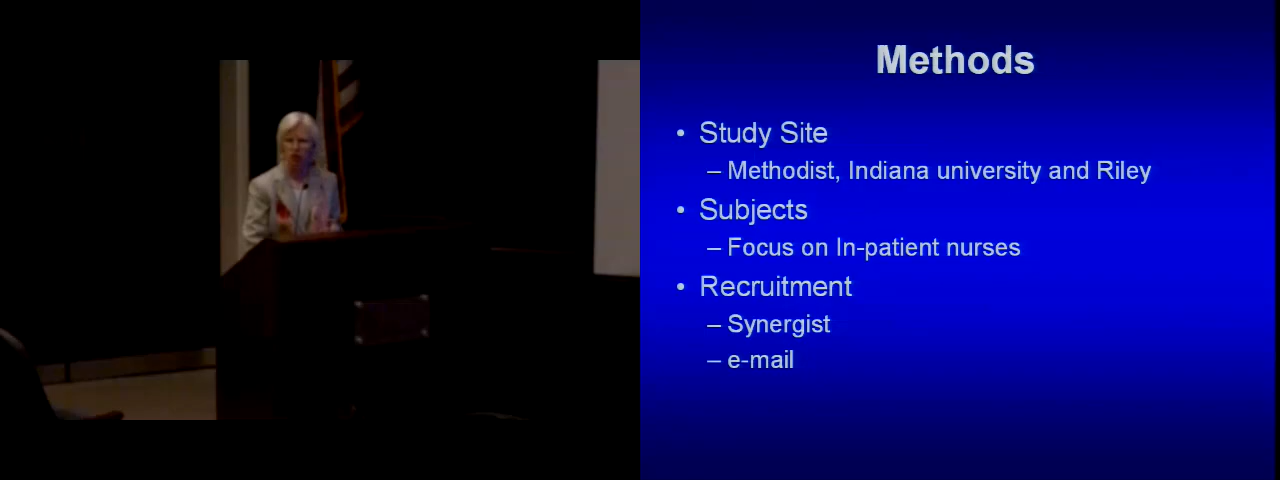 Methods
• Study Site
– Methodist, Indiana university and Riley
• Subjects
– Focus on In-patient nurses
• Recruitment
– Synergist
– e-mail